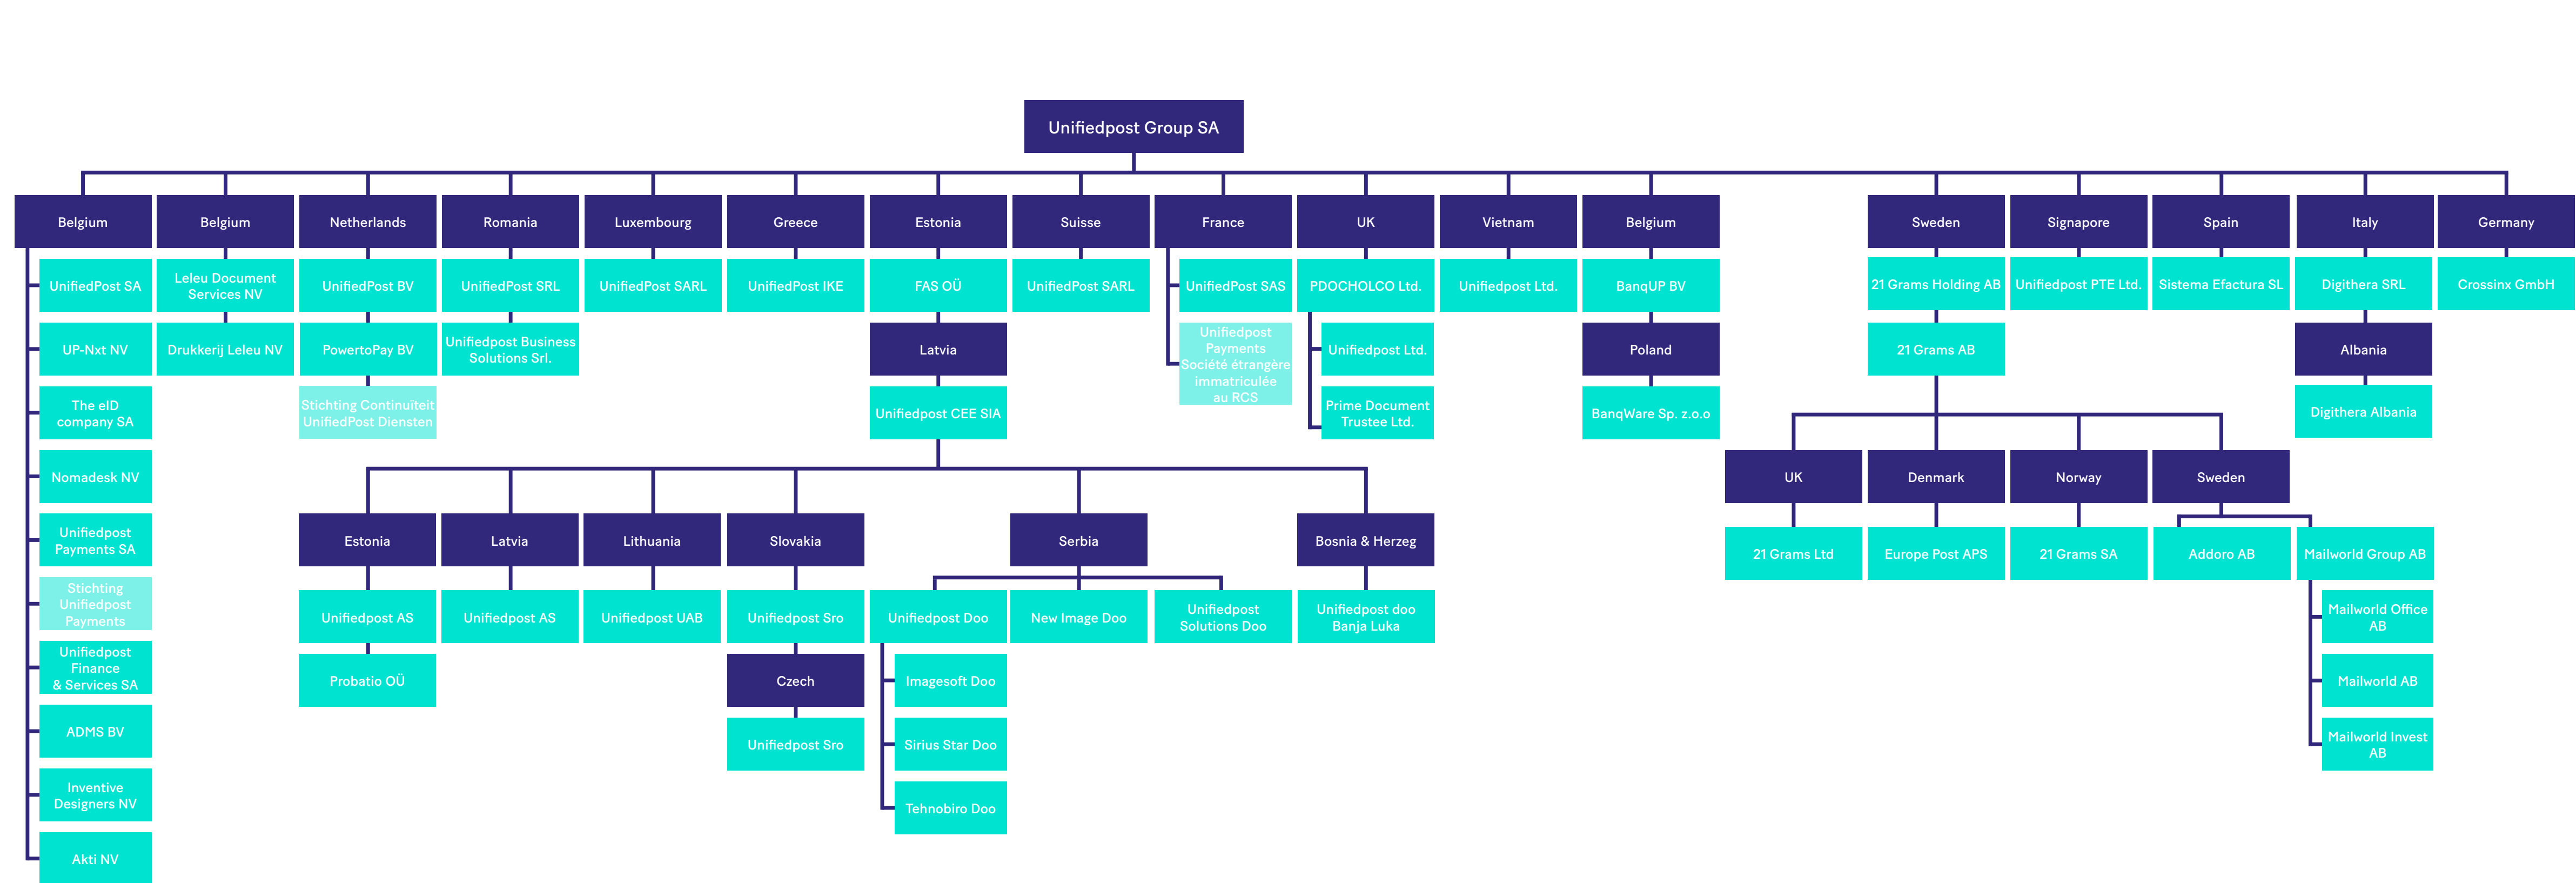 Unifiedpost Group SA
Belgium
Belgium
Netherlands
Romania
Luxembourg
Greece
Estonia
Suisse
France
UK
Vietnam
Belgium
Sweden
Signapore
Spain
Italy
Germany
UnifiedPost SA
UP-Nxt NV
The eID
company SA
Nomadesk NV
Unifiedpost
Payments SA
Stichting
Unifiedpost
Payments
Unifiedpost
Finance
& Services SA
ADMS BV
Inventive
Designers NV
Akti NV
Leleu Document
Services NV
Drukkerij Leleu NV
UnifiedPost BV
PowertoPay BV
Stichting Continuïteit
UnifiedPost Diensten
UnifiedPost SRL
Unifiedpost Business
Solutions Srl.
UnifiedPost SARL
UnifiedPost IKE
FAS OÜ
Latvia
Unifiedpost CEE SIA
UnifiedPost SARL
UnifiedPost SAS
Unifiedpost
Payments
Société étrangère
immatriculée
au RCS
PDOCHOLCO Ltd.
Unifiedpost Ltd.
Prime Document
Trustee Ltd.
Unifiedpost Ltd.
BanqUP BV
Poland
BanqWare Sp. z.o.o
21 Grams Holding AB
21 Grams AB
Unifiedpost PTE Ltd.
Sistema Efactura SL
Digithera SRL
Albania
Digithera Albania
Crossinx GmbH
Estonia
Latvia
Lithuania
Slovakia
Serbia
Bosnia & Herzeg
Unifiedpost AS
Probatio OÜ
Unifiedpost AS
Unifiedpost UAB
Unifiedpost Sro
Czech
Unifiedpost Sro
Unifiedpost Doo
Imagesoft Doo
Sirius Star Doo
Tehnobiro Doo
New Image Doo
Unifiedpost
Solutions Doo
Unifiedpost doo
Banja Luka
UK
Denmark
Norway
Sweden
21 Grams Ltd
Europe Post APS
21 Grams SA
Addoro AB
Mailworld Group AB
Mailworld Office
AB
Mailworld AB
Mailworld Invest
AB